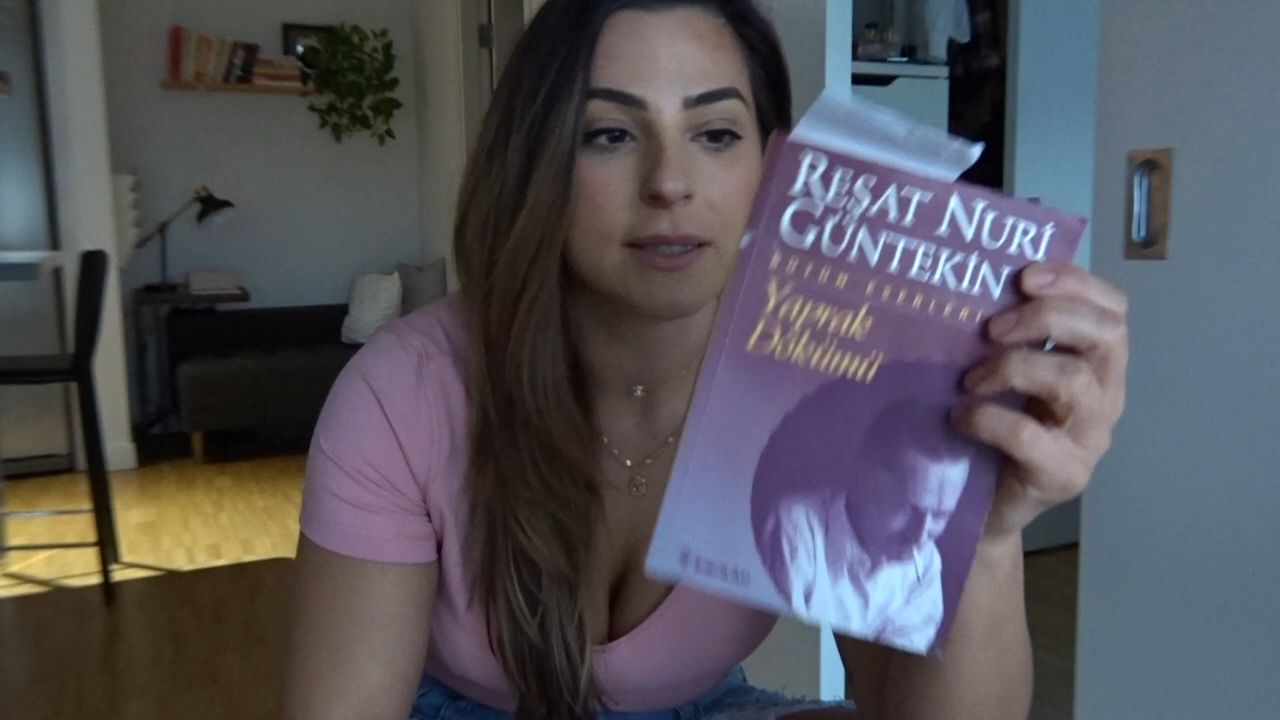 REŞAT NURİ
GÜNTEKİN
BÜTÜN ESERLERİ
Yaprak
Dökümü